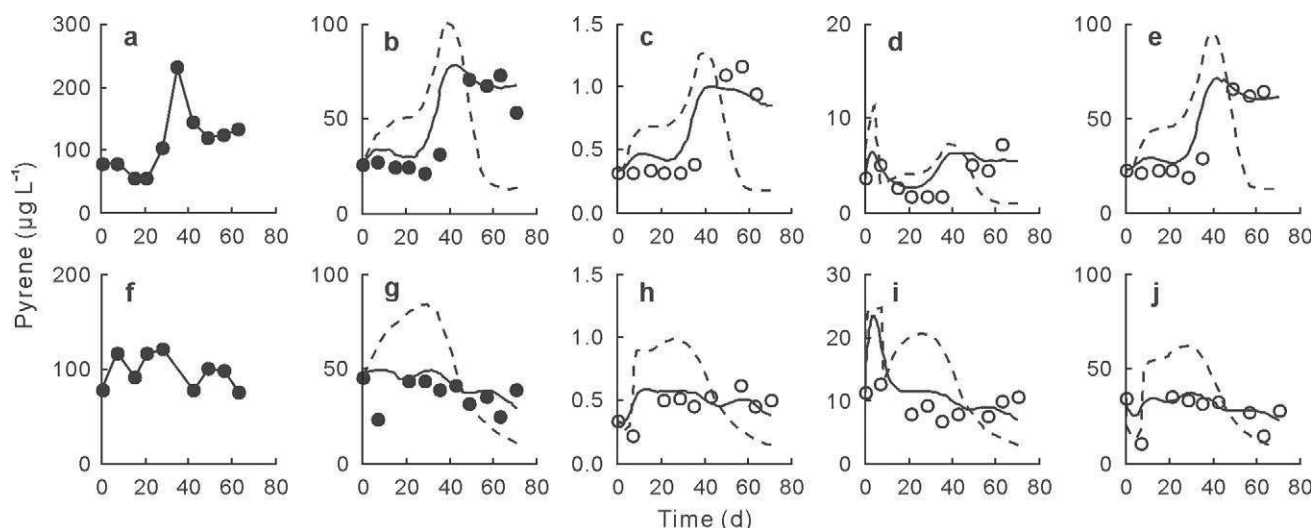 Pyrene (µg L⁻¹)
300 100 1.5 20 100
a b c d e
200 1.0
50 10 50
100 0.5
0 0 0.0 0 0
0 20 40 60 80 0 20 40 60 80 0 20 40 60 80 0 20 40 60 80 0 20 40 60 80
200 100 1.5 30 100
f g h i j
1.0 20
100 50 50
0.5 10
0 0 0.0 0 0
0 20 40 60 80 0 20 40 60 80 0 20 40 60 80 0 20 40 60 80 0 20 40 60 80
Time (d)